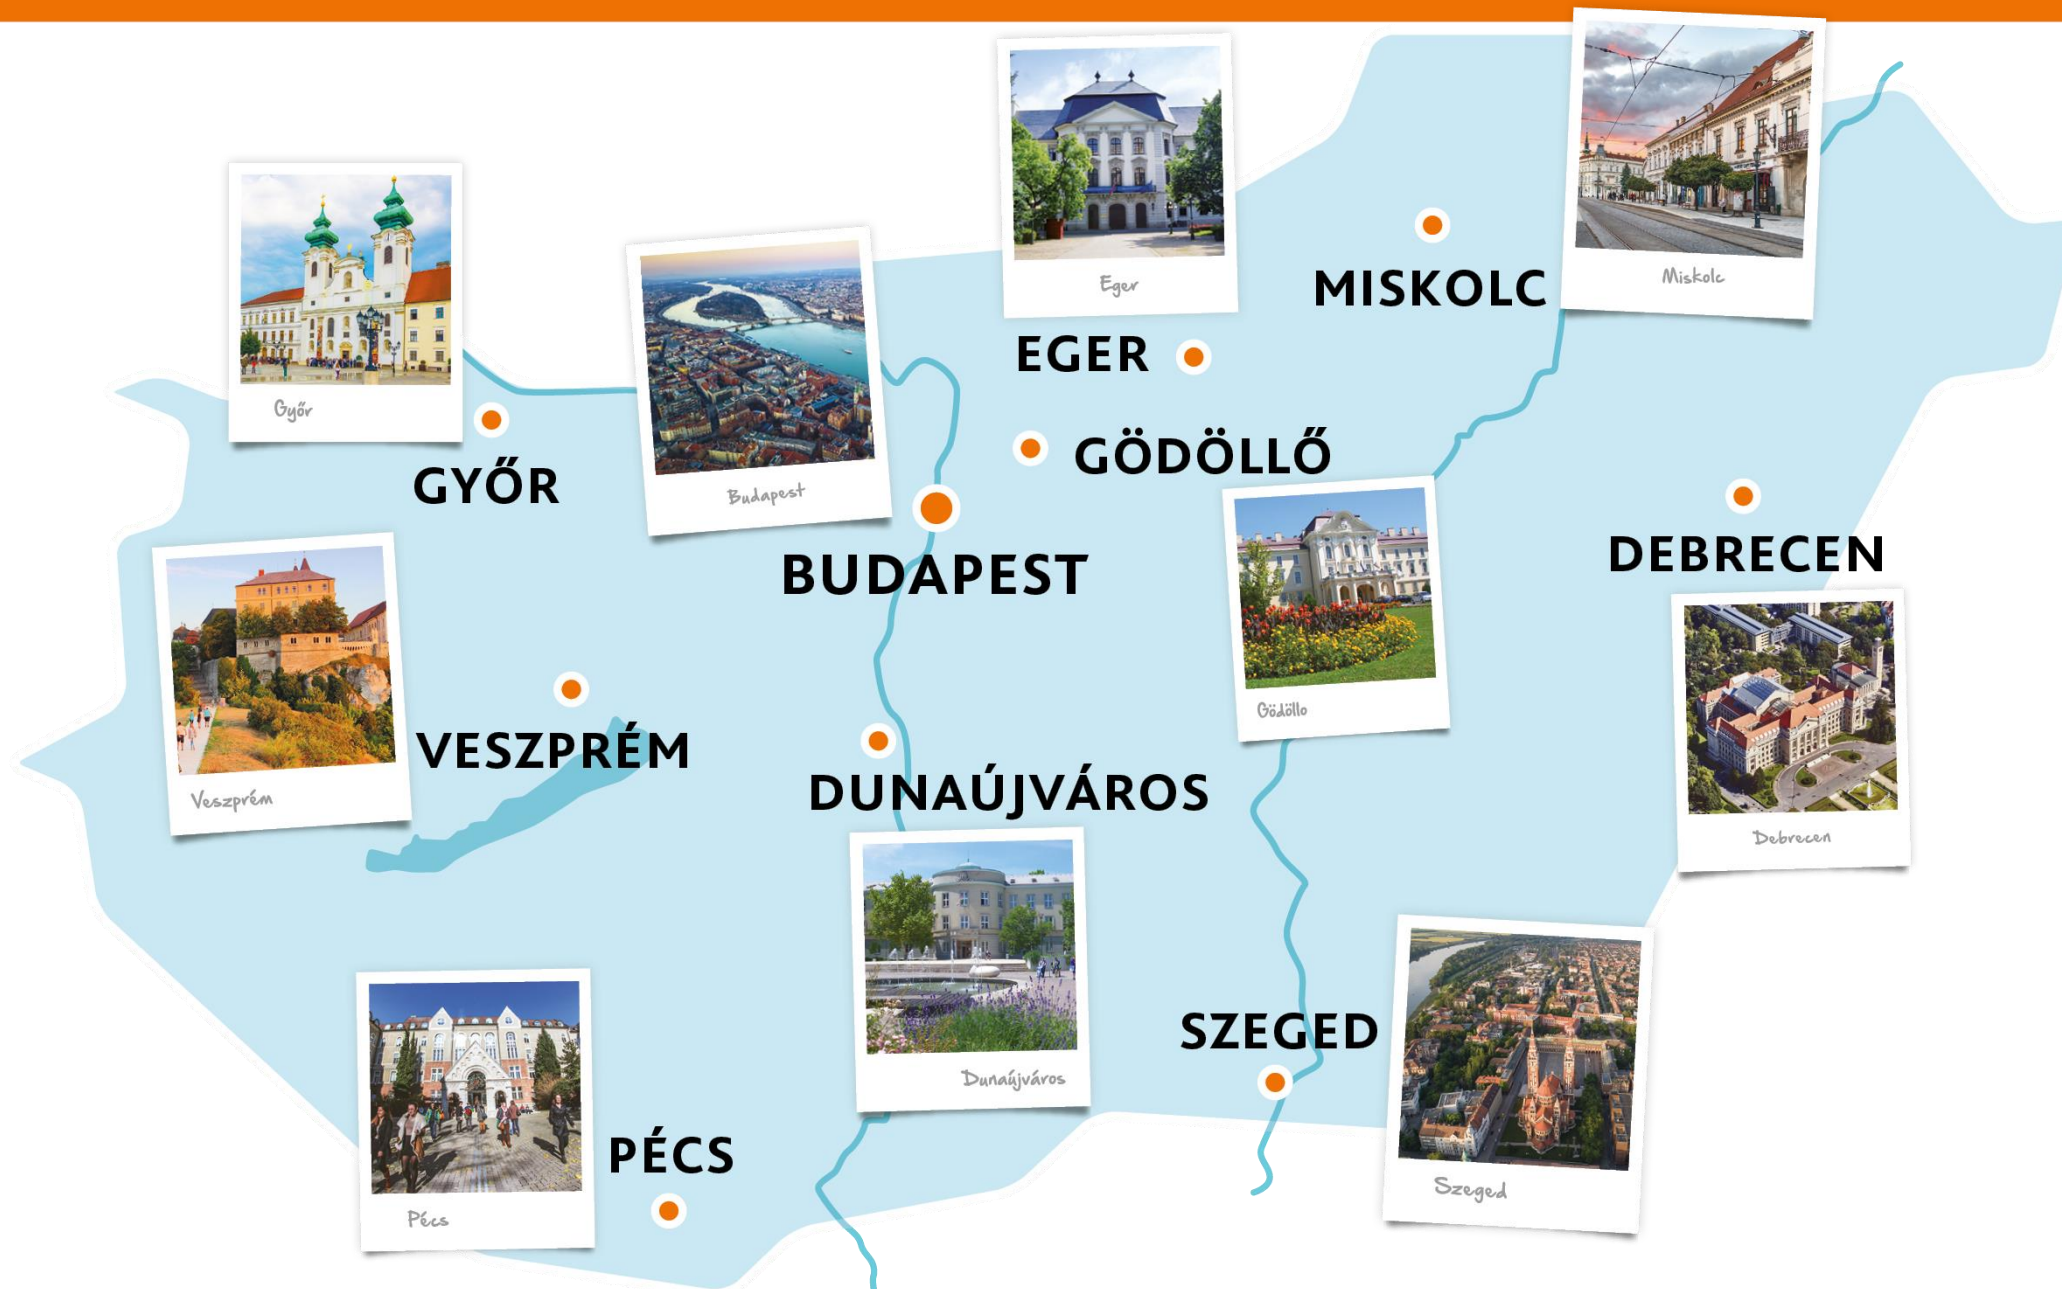 Eger
Miskolc
MISKOLC
EGER
Győr
GYŐR
Budapest
GÖDÖLLŐ
BUDAPEST
DEBRECEN
Gödöllo
VESZPRÉM
Veszprém
DUNAÚJVÁROS
Debrecen
SZEGED
Dunaújváros
PÉCS
Szeged
Pécs